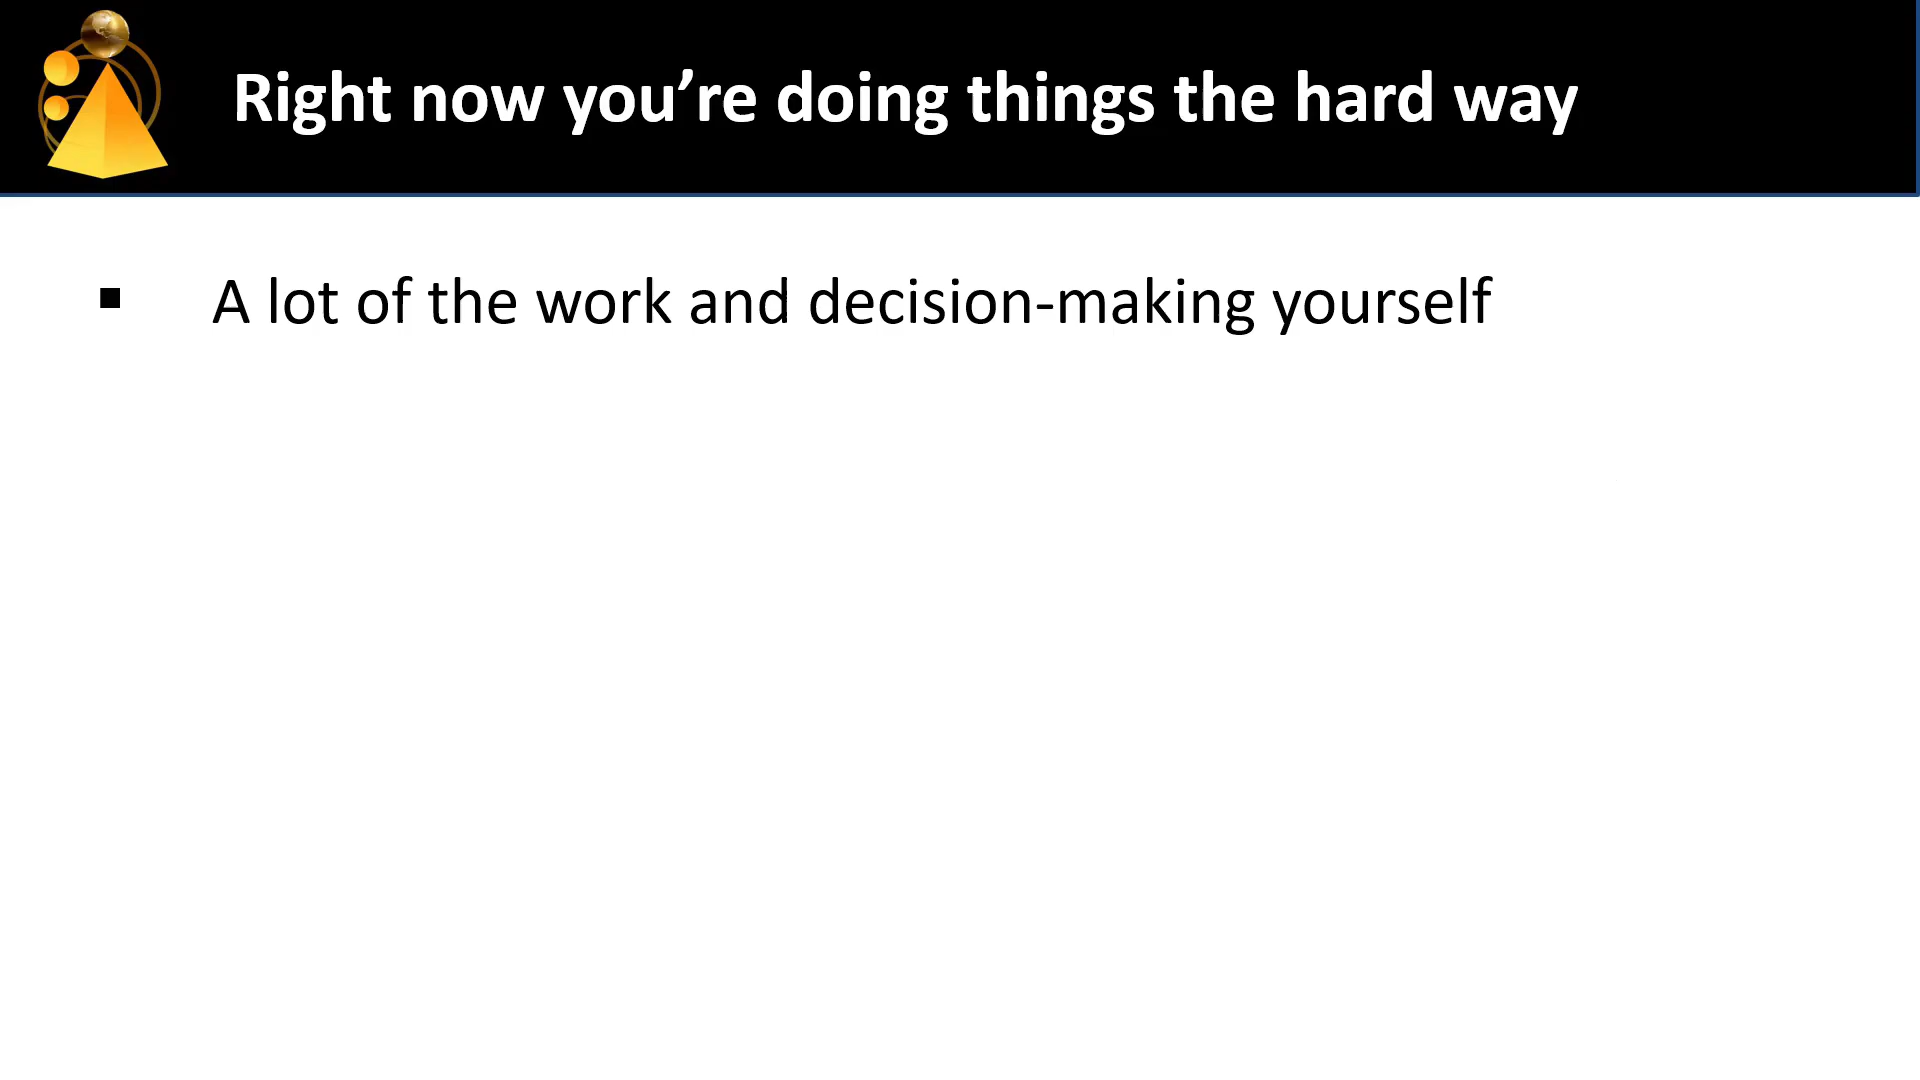 Right now you’re doing things the hard way
▪ A lot of the work and decision-making yourself